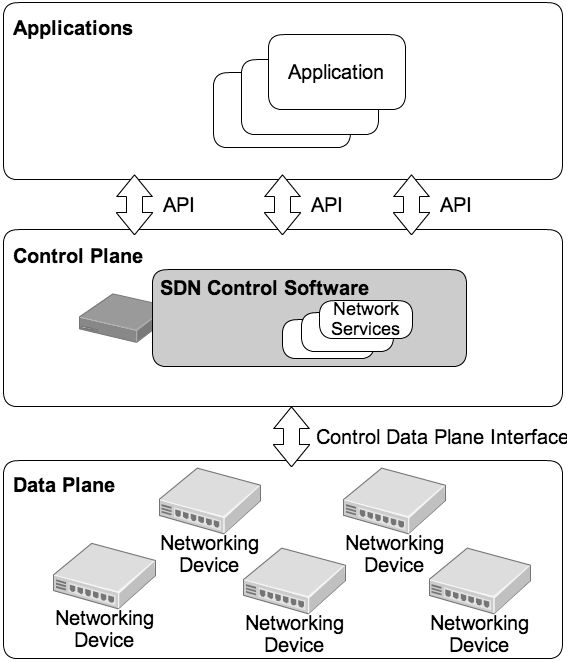 Applications
Application
API
API
API
Control Plane
SDN Control Software
Network
Services
Control Data Plane Interface
Data Plane
Networking
Device
Networking
Device
Networking
Device
Networking
Device
Networking
Device